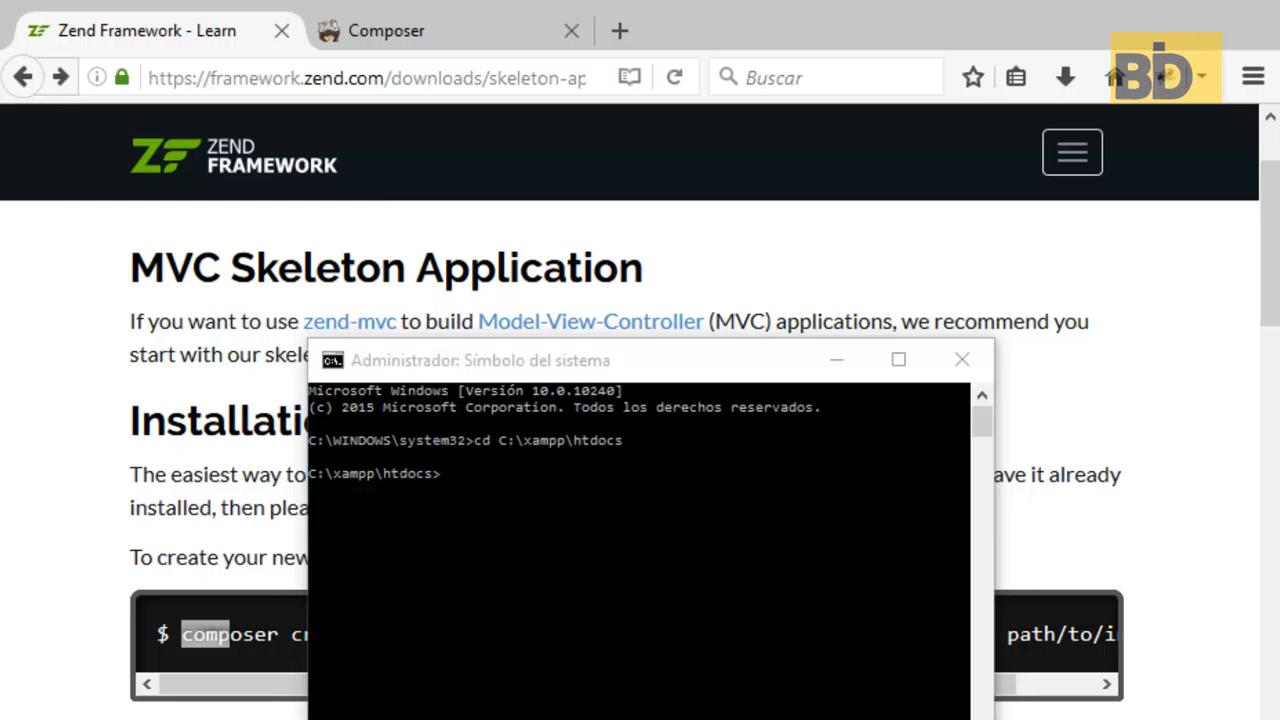 Zend Framework - Learn
Composer
https://framework.zend.com/downloads/skeleton-ap
Buscar
BD
ZEND
FRAMEWORK
MVC Skeleton Application
If you want to use zend-mvc to build Model-View-Controller (MVC) applications, we recommend you
start with our skele
Administrador: Símbolo del sistema
Microsoft Windows [Versión 10.0.10240]
(c) 2015 Microsoft Corporation. Todos los derechos reservados.
C:\WINDOWS\system32>cd C:\xampp\htdocs
C:\xampp\htdocs>
Installati
The easiest way to ave it already
installed, then plea
To create your new
$ composer cr path/to/i